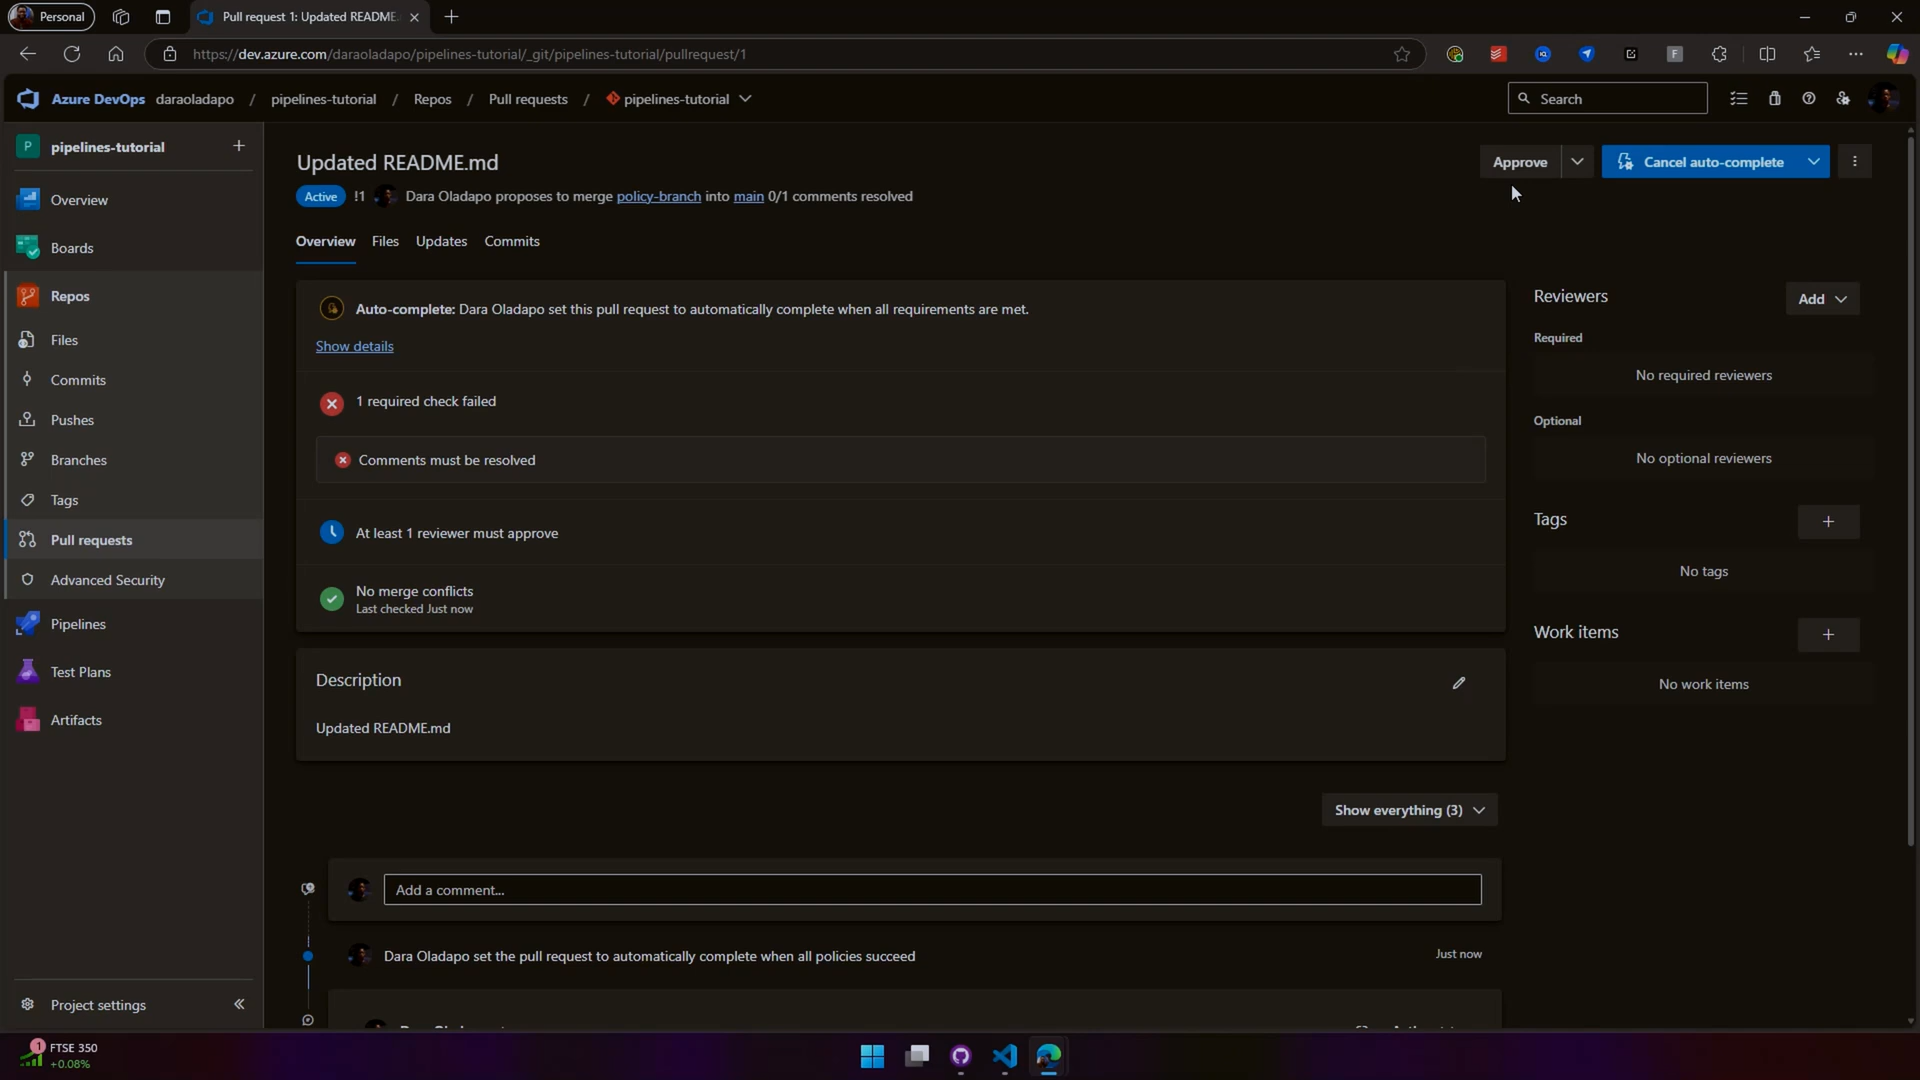 Personal
Pull request 1: Updated README.
https://dev.azure.com/daraoladapo/pipelines-tutorial/_git/pipelines-tutorial/pullrequest/1
Azure DevOps daraoladapo / pipelines-tutorial / Repos / Pull requests / pipelines-tutorial
Search
P pipelines-tutorial
Overview
Boards
Repos
Files
Commits
Pushes
Branches
Tags
Pull requests
Advanced Security
Pipelines
Test Plans
Artifacts
Project settings
Updated README.md
Approve
Cancel auto-complete
Active !1 Dara Oladapo proposes to merge policy-branch into main 0/1 comments resolved
Overview Files Updates Commits
Auto-complete: Dara Oladapo set this pull request to automatically complete when all requirements are met.
Show details
1 required check failed
Comments must be resolved
At least 1 reviewer must approve
No merge conflicts
Last checked Just now
Description
Updated README.md
Show everything (3)
Add a comment...
Dara Oladapo set the pull request to automatically complete when all policies succeed
Just now
Reviewers
Add
Required
No required reviewers
Optional
No optional reviewers
Tags
No tags
Work items
No work items
1
FTSE 350
+0.08%